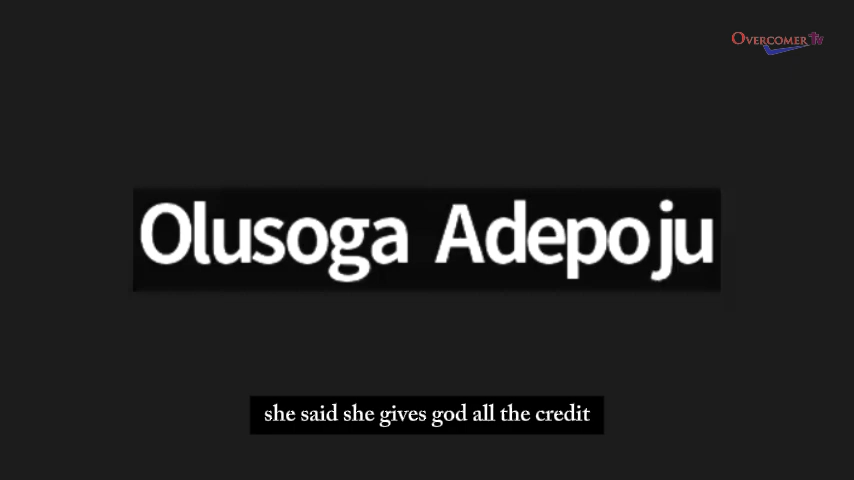 OVERCOMER TV
Olusoga Adepoju
she said she gives god all the credit